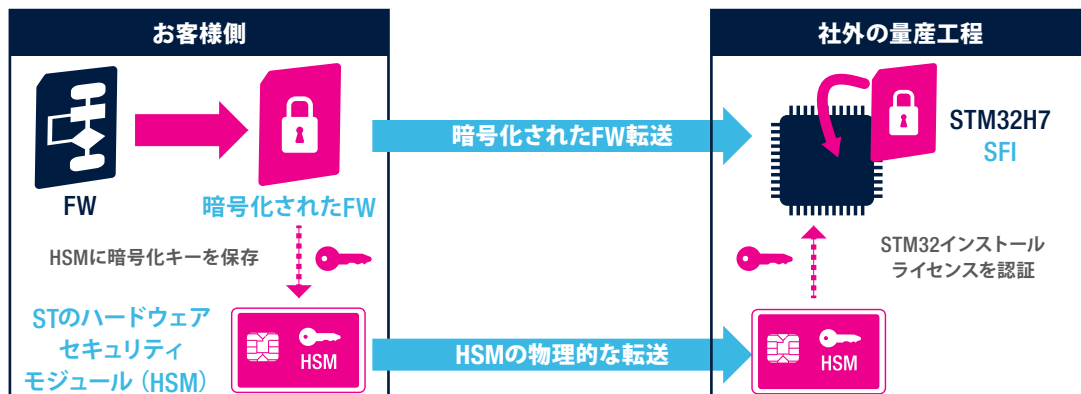 お客様側
FW
暗号化されたFW
HSMに暗号化キーを保存
STのハードウェア
セキュリティ
モジュール（HSM）
HSM
暗号化されたFW転送
HSMの物理的な転送
社外の量産工程
STM32H7
SFI
STM32インストール
ライセンスを認証
HSM